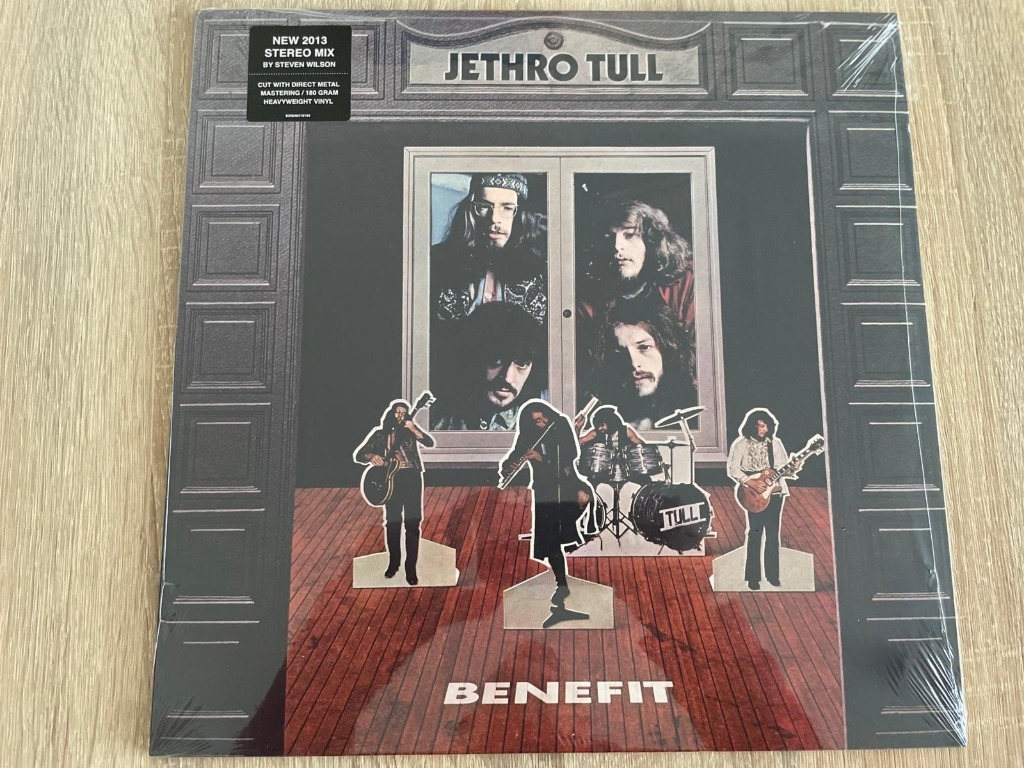 NEW 2013
STEREO MIX
BY STEVEN WILSON
CUT WITH DIRECT METAL
MASTERING / 180 GRAM
HEAVYWEIGHT VINYL
JETHRO TULL
TULL
BENEFIT